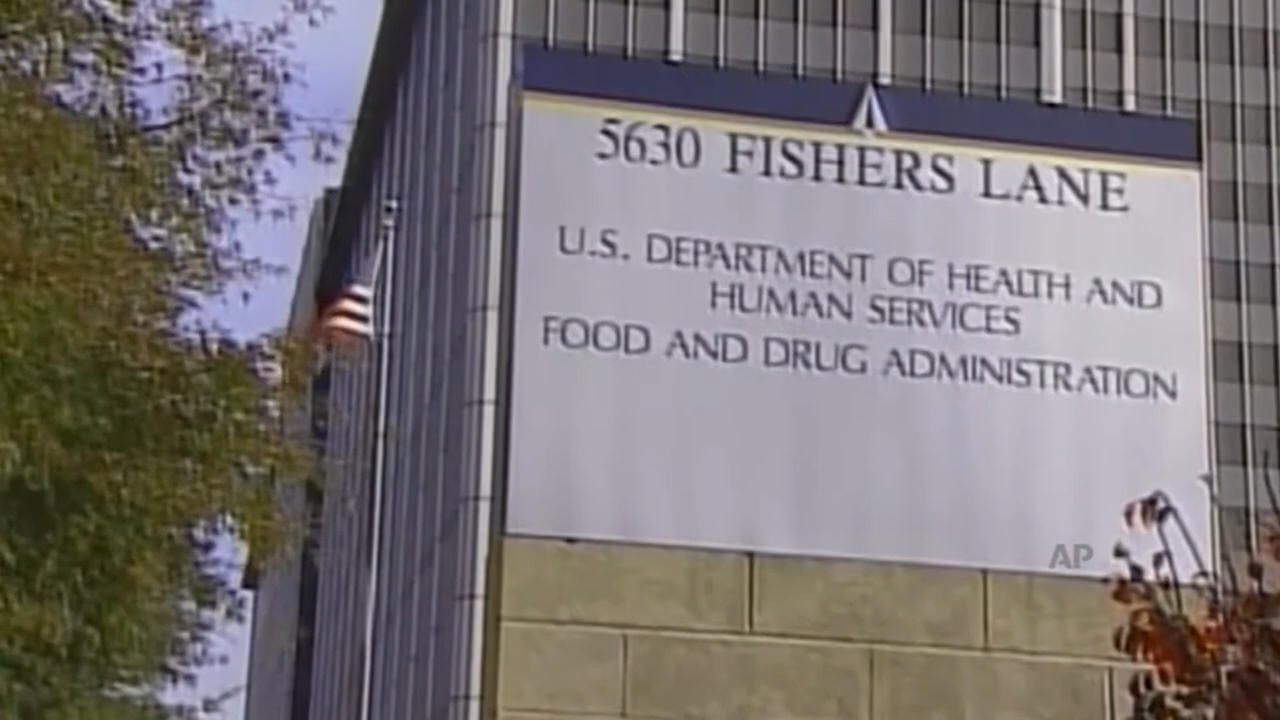 5630 FISHERS LANE
U.S. DEPARTMENT OF HEALTH AND
HUMAN SERVICES
FOOD AND DRUG ADMINISTRATION
AP